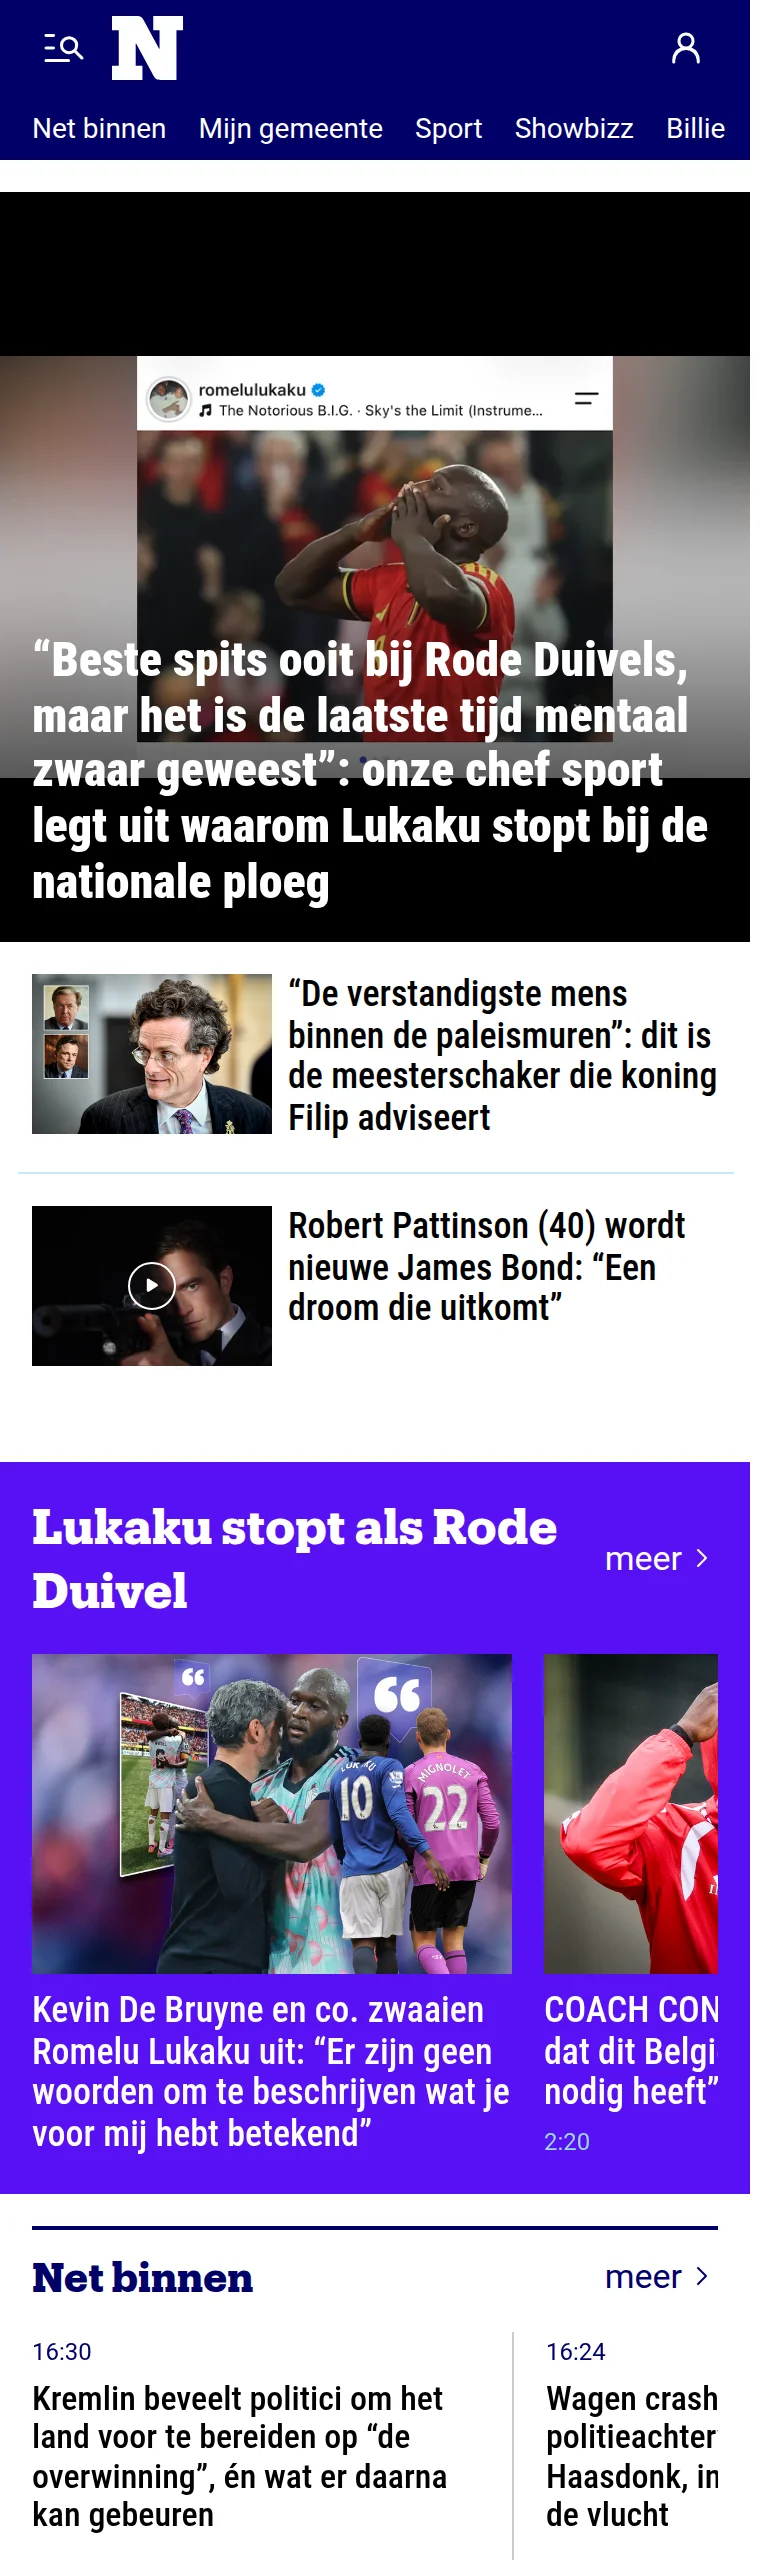 N
Net binnen Mijn gemeente Sport Showbizz Billie
romelulukaku
The Notorious B.I.G. · Sky's the Limit (Instrume...
“Beste spits ooit bij Rode Duivels,
maar het is de laatste tijd mentaal
zwaar geweest”: onze chef sport
legt uit waarom Lukaku stopt bij de
nationale ploeg
“De verstandigste mens
binnen de paleismuren”: dit is
de meesterschaker die koning
Filip adviseert
Robert Pattinson (40) wordt
nieuwe James Bond: “Een
droom die uitkomt”
Lukaku stopt als Rode
Duivel
meer
10
MIGNOLET
22
Kevin De Bruyne en co. zwaaien
Romelu Lukaku uit: “Er zijn geen
woorden om te beschrijven wat je
voor mij hebt betekend”
COACH CON
dat dit Belgi
nodig heeft”
2:20
Net binnen
meer
16:30
Kremlin beveelt politici om het
land voor te bereiden op “de
overwinning”, én wat er daarna
kan gebeuren
16:24
Wagen crash
politieachter
Haasdonk, in
de vlucht